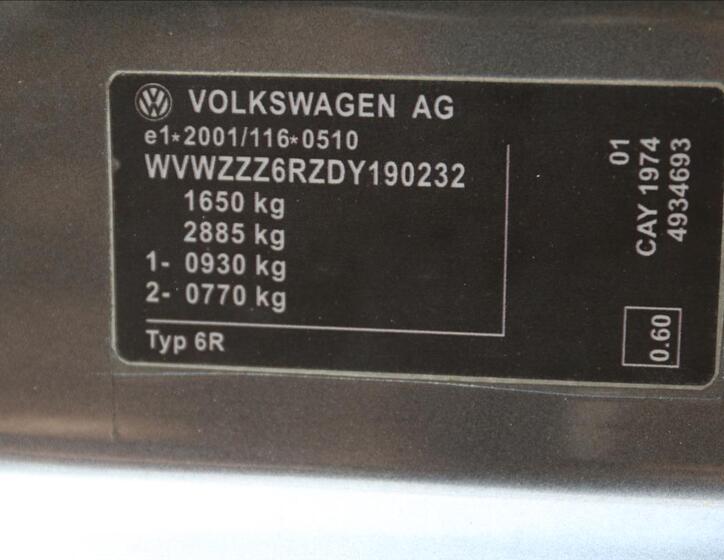 VOLKSWAGEN AG
e1*2001/116*0510
WVWZZZ6RZDY190232
1650 kg
2885 kg
1- 0930 kg
2- 0770 kg
Typ 6R
01
CAY 1974
4934693
0.60